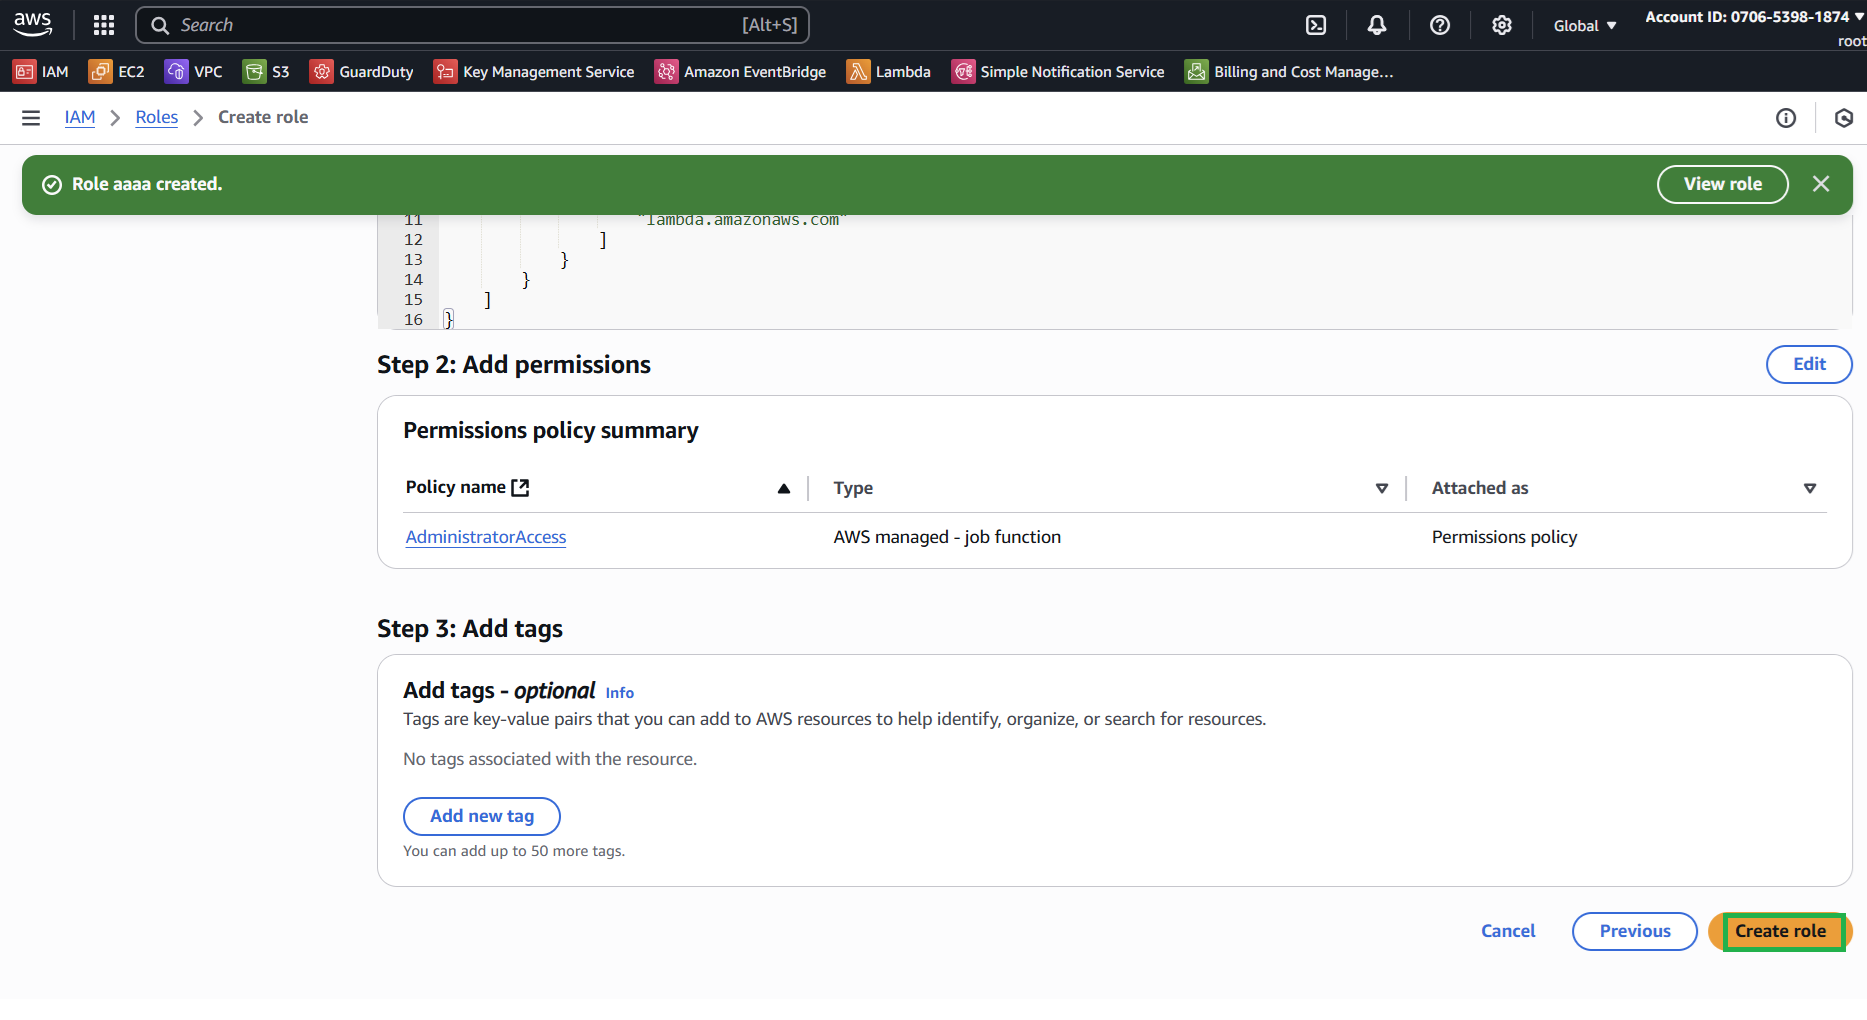 aws
Search [Alt+S]
Global
Account ID: 0706-5398-1874
root
IAM EC2 VPC S3 GuardDuty Key Management Service Amazon EventBridge Lambda Simple Notification Service Billing and Cost Manage...
IAM Roles Create role
Role aaaa created. View role
11 "lambda.amazonaws.com"
12 ]
13 }
14 }
15 ]
16 }
Step 2: Add permissions Edit
Permissions policy summary
Policy name Type Attached as
AdministratorAccess AWS managed - job function Permissions policy
Step 3: Add tags
Add tags - optional Info
Tags are key-value pairs that you can add to AWS resources to help identify, organize, or search for resources.
No tags associated with the resource.
Add new tag
You can add up to 50 more tags.
Cancel Previous Create role